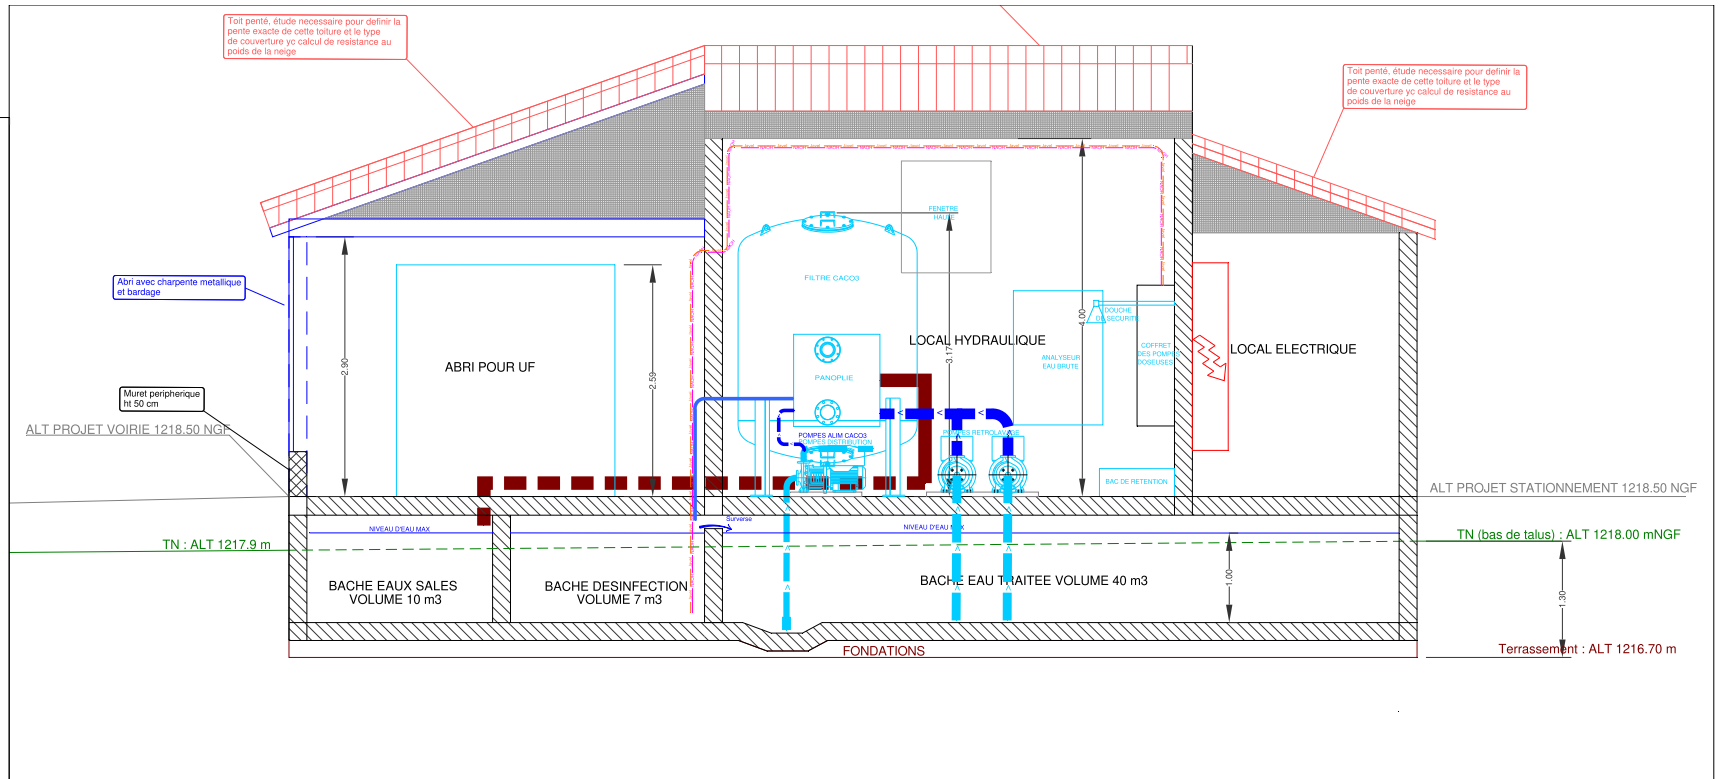 Toit penté, étude necessaire pour definir la
pente exacte de cette toiture et le type
de couverture yc calcul de resistance au
poids de la neige
Toit penté, étude necessaire pour definir la
pente exacte de cette toiture et le type
de couverture yc calcul de resistance au
poids de la neige
FENETRE
HAUTE
Abri avec charpente metallique
et bardage
FILTRE CACO3
DOUCHE
DE SECURITE
4.00
LOCAL HYDRAULIQUE
3.17
LOCAL ELECTRIQUE
COFFRET
DES POMPES
DOSEUSES
ANALYSEUR
EAU BRUTE
2.90
ABRI POUR UF
2.59
PANOPLIE
Muret peripherique
ht 50 cm
ALT PROJET VOIRIE 1218.50 NGF
POMPES ALIM CACO3
POMPES DISTRIBUTION
POMPES RETROLAVAGE
BAC DE RETENTION
ALT PROJET STATIONNEMENT 1218.50 NGF
Surverse
NIVEAU D'EAU MAX
NIVEAU D'EAU MAX
TN : ALT 1217.9 m
TN (bas de talus) : ALT 1218.00 mNGF
BACHE EAUX SALES
VOLUME 10 m3
BACHE DESINFECTION
VOLUME 7 m3
BACHE EAU TRAITEE VOLUME 40 m3
1.00
1.30
FONDATIONS
Terrassement : ALT 1216.70 m